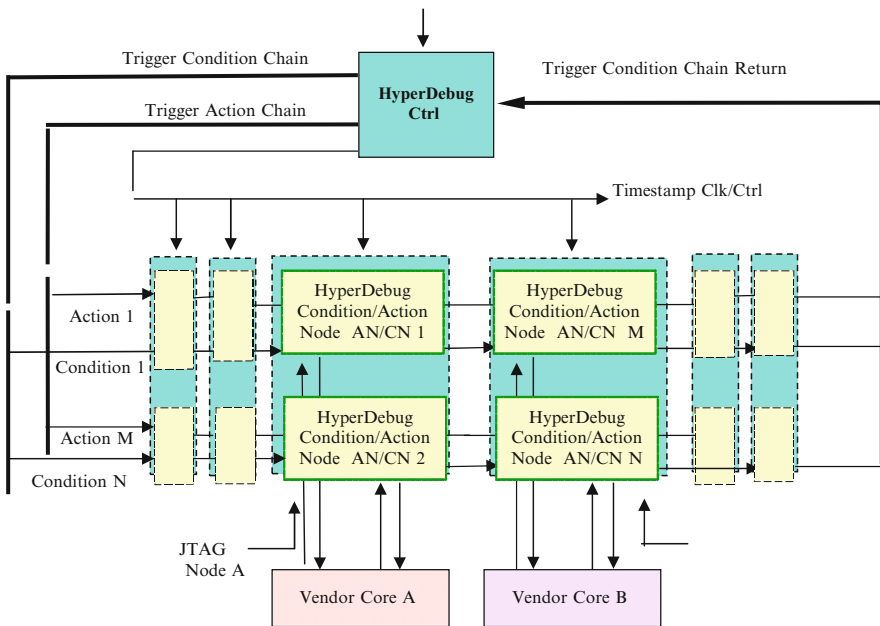 Trigger Condition Chain
Trigger Action Chain
HyperDebug
Ctrl
Trigger Condition Chain Return
Timestamp Clk/Ctrl
Action 1
Condition 1
Action M
Condition N
HyperDebug
Condition/Action
Node AN/CN 1
HyperDebug
Condition/Action
Node AN/CN M
HyperDebug
Condition/Action
Node AN/CN 2
HyperDebug
Condition/Action
Node AN/CN N
JTAG
Node A
Vendor Core A
Vendor Core B